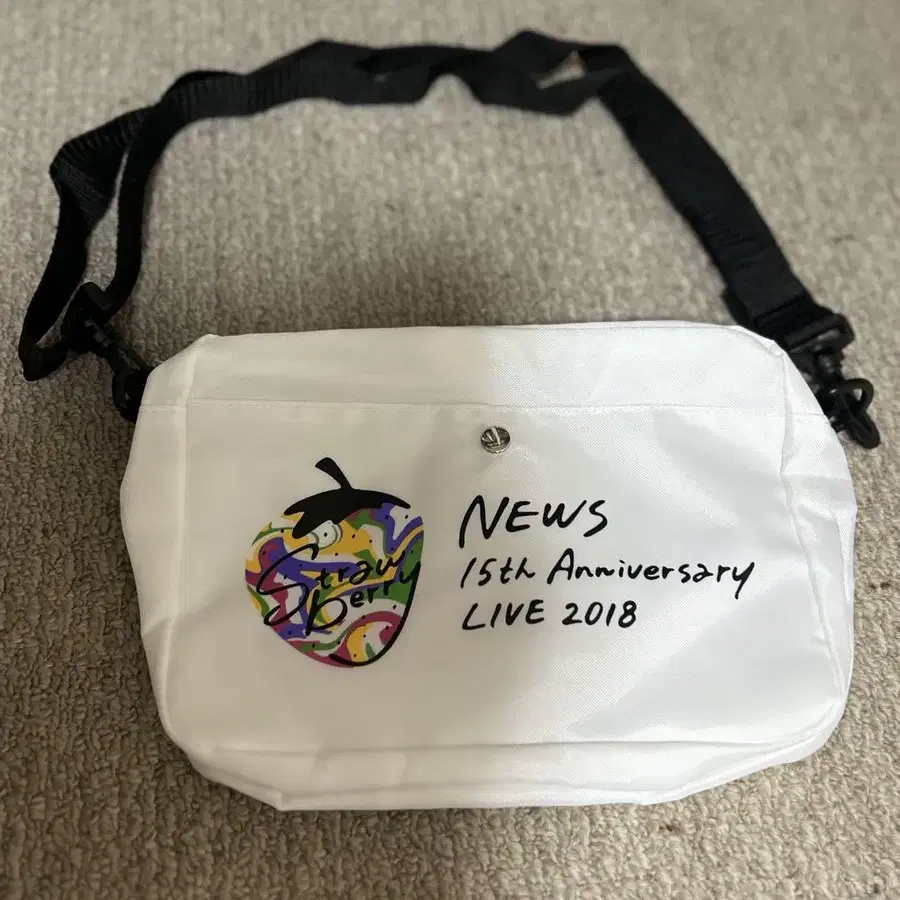 Straw
Berry
NEWS
15th Anniversary
LIVE 2018